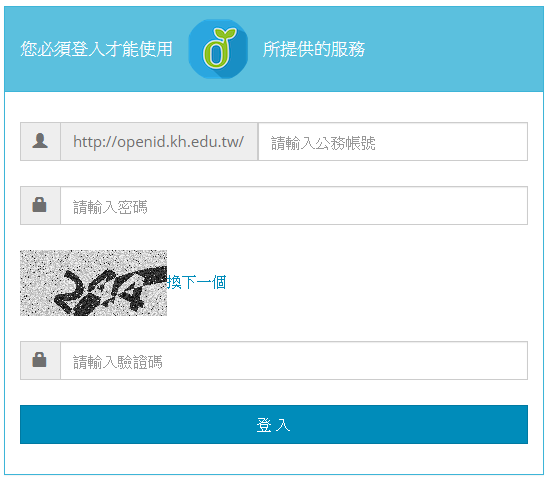 您必須登入才能使用 所提供的服務
http://openid.kh.edu.tw/ 請輸入公務帳號
請輸入密碼
換下一個
請輸入驗證碼
登 入